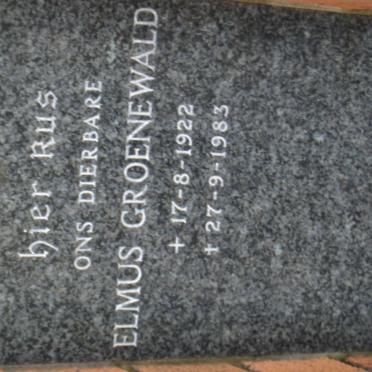 hier rus
ONS DIERBARE
ELMUS GROENEWALD
+ 17-8-1922
+ 27-9-1983